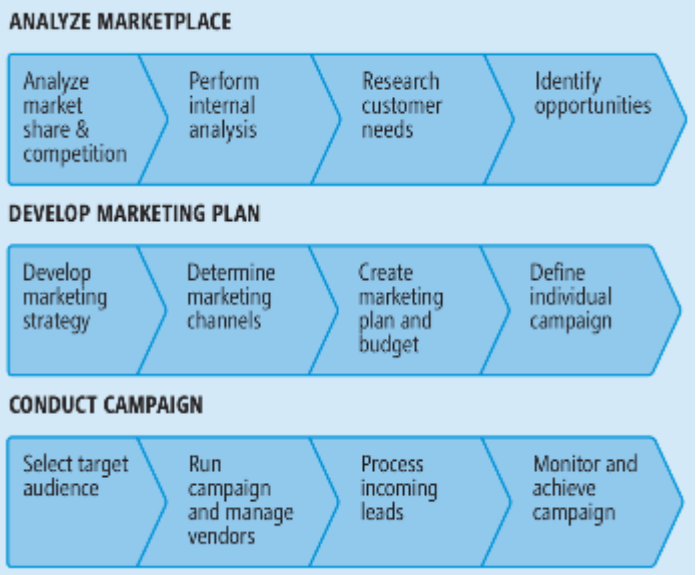 ANALYZE MARKETPLACE
Analyze
market
share &
competition
Perform
internal
analysis
Research
customer
needs
Identify
opportunities
DEVELOP MARKETING PLAN
Develop
marketing
strategy
Determine
marketing
channels
Create
marketing
plan and
budget
Define
individual
campaign
CONDUCT CAMPAIGN
Select target
audience
Run
campaign
and manage
vendors
Process
incoming
leads
Monitor and
achieve
campaign